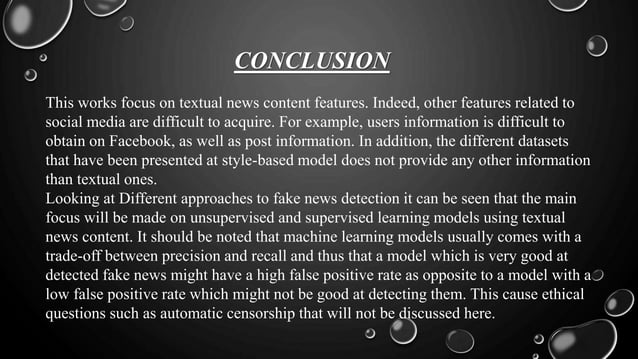 CONCLUSION
This works focus on textual news content features. Indeed, other features related to
social media are difficult to acquire. For example, users information is difficult to
obtain on Facebook, as well as post information. In addition, the different datasets
that have been presented at style-based model does not provide any other information
than textual ones.
Looking at Different approaches to fake news detection it can be seen that the main
focus will be made on unsupervised and supervised learning models using textual
news content. It should be noted that machine learning models usually comes with a
trade-off between precision and recall and thus that a model which is very good at
detected fake news might have a high false positive rate as opposite to a model with a
low false positive rate which might not be good at detecting them. This cause ethical
questions such as automatic censorship that will not be discussed here.